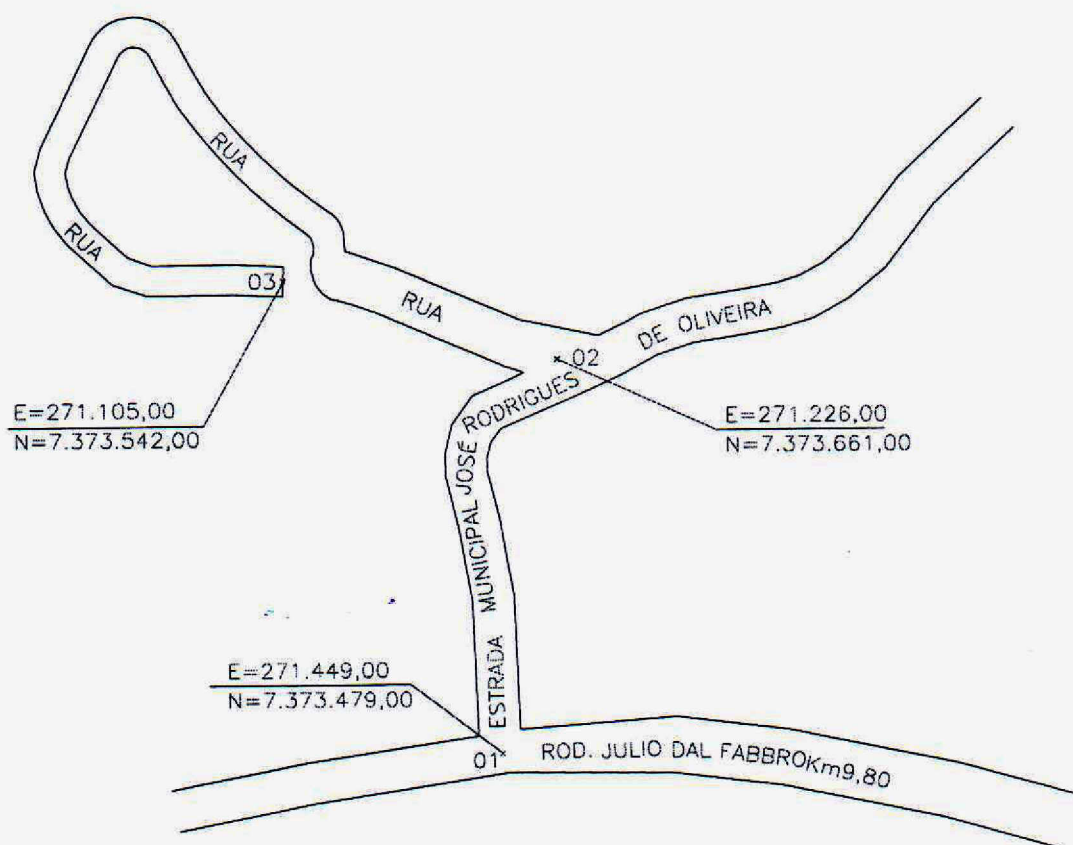 RUA
RUA
03
RUA
DE OLIVEIRA
02
RODRIGUES
E=271.105,00
N=7.373.542,00
E=271.226,00
N=7.373.661,00
ESTRADA MUNICIPAL JOSÉ
E=271.449,00
N=7.373.479,00
01
ROD. JULIO DAL FABBROKm9,80